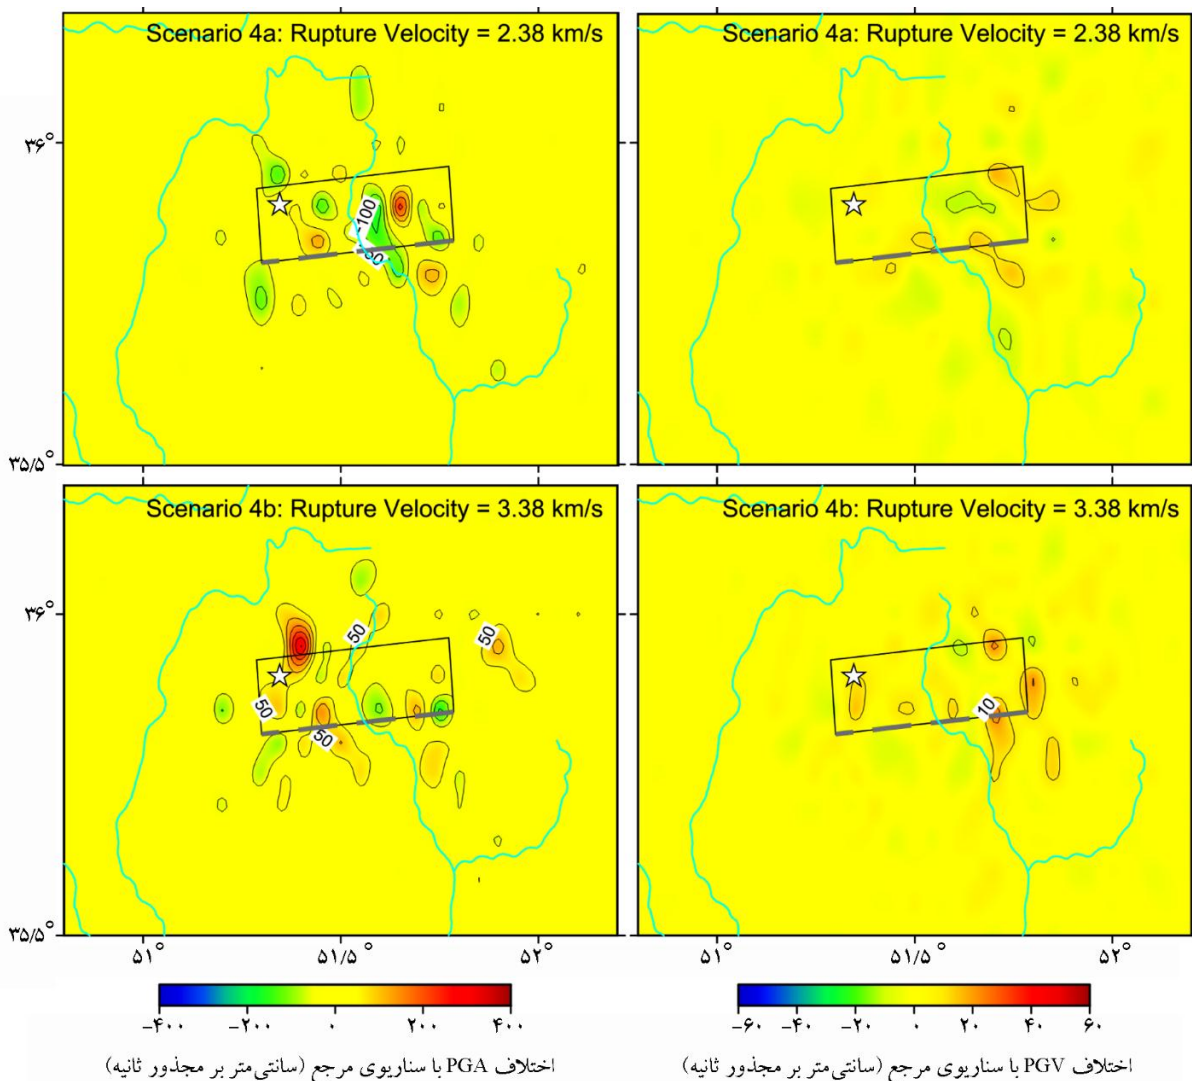 Scenario 4a: Rupture Velocity = 2.38 km/s
Scenario 4a: Rupture Velocity = 2.38 km/s
۳۶°
-100
۳۵/۵°
Scenario 4b: Rupture Velocity = 3.38 km/s
Scenario 4b: Rupture Velocity = 3.38 km/s
۳۶°
50
50
50
50
10
۳۵/۵°
۵۱° ۵۱/۵° ۵۲°
۵۱° ۵۱/۵° ۵۲°
-۴۰۰ -۲۰۰ ۰ ۲۰۰ ۴۰۰
-۶۰ -۴۰ -۲۰ ۰ ۲۰ ۴۰ ۶۰
اختلاف PGA با سناریوی مرجع (سانتی‌متر بر مجذور ثانیه)
اختلاف PGV با سناریوی مرجع (سانتی‌متر بر مجذور ثانیه)